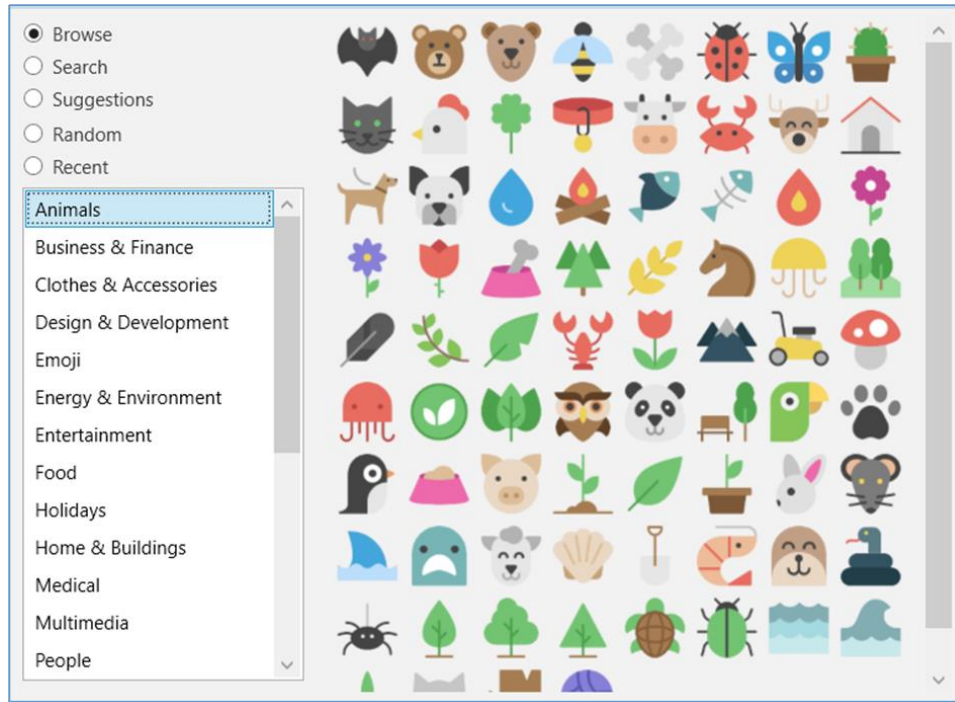 Browse
Search
Suggestions
Random
Recent
Animals
Business & Finance
Clothes & Accessories
Design & Development
Emoji
Energy & Environment
Entertainment
Food
Holidays
Home & Buildings
Medical
Multimedia
People